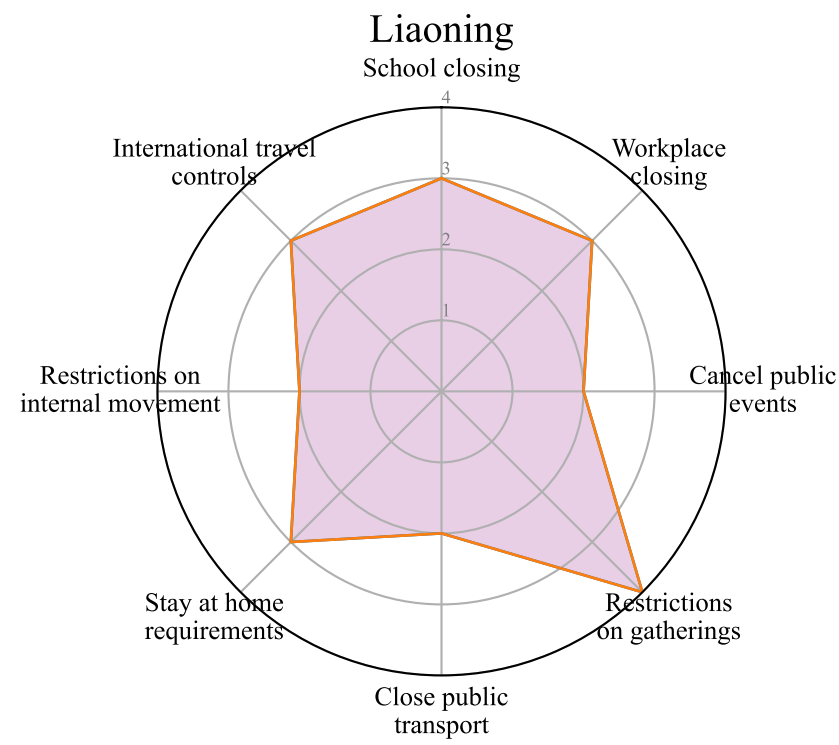 Liaoning
School closing
4
International travel
controls
Workplace
closing
3
2
1
Restrictions on
internal movement
Cancel public
events
Stay at home
requirements
Restrictions
on gatherings
Close public
transport